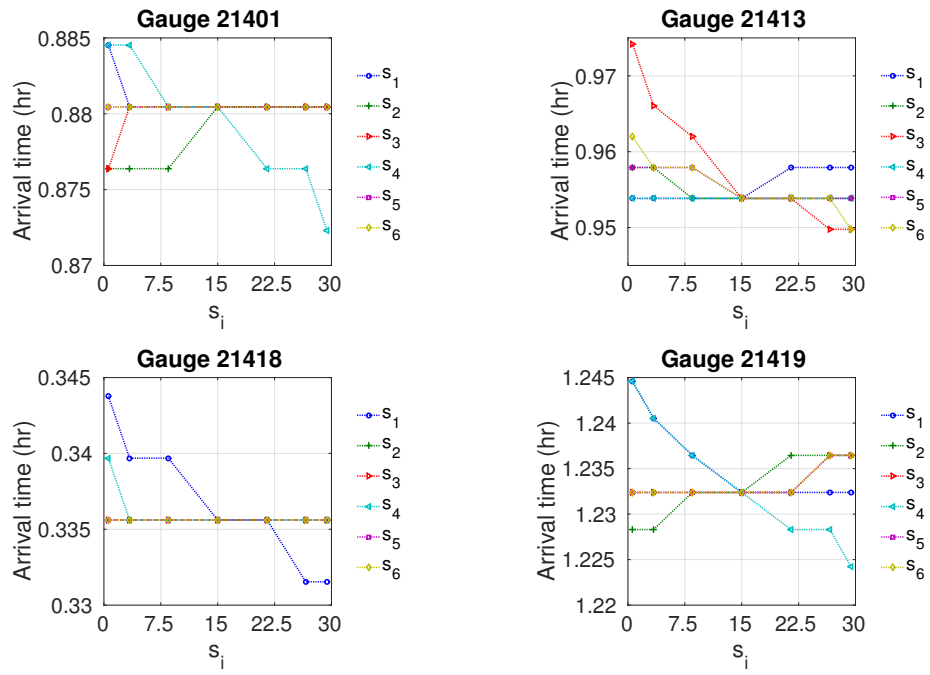 Gauge 21401
Arrival time (hr)
0.885
0.88
0.875
0.87
0
7.5
15
22.5
30
s_i
s_1
s_2
s_3
s_4
s_5
s_6
Gauge 21413
Arrival time (hr)
0.97
0.96
0.95
0
7.5
15
22.5
30
s_i
s_1
s_2
s_3
s_4
s_5
s_6
Gauge 21418
Arrival time (hr)
0.345
0.34
0.335
0.33
0
7.5
15
22.5
30
s_i
s_1
s_2
s_3
s_4
s_5
s_6
Gauge 21419
Arrival time (hr)
1.245
1.24
1.235
1.23
1.225
1.22
0
7.5
15
22.5
30
s_i
s_1
s_2
s_3
s_4
s_5
s_6